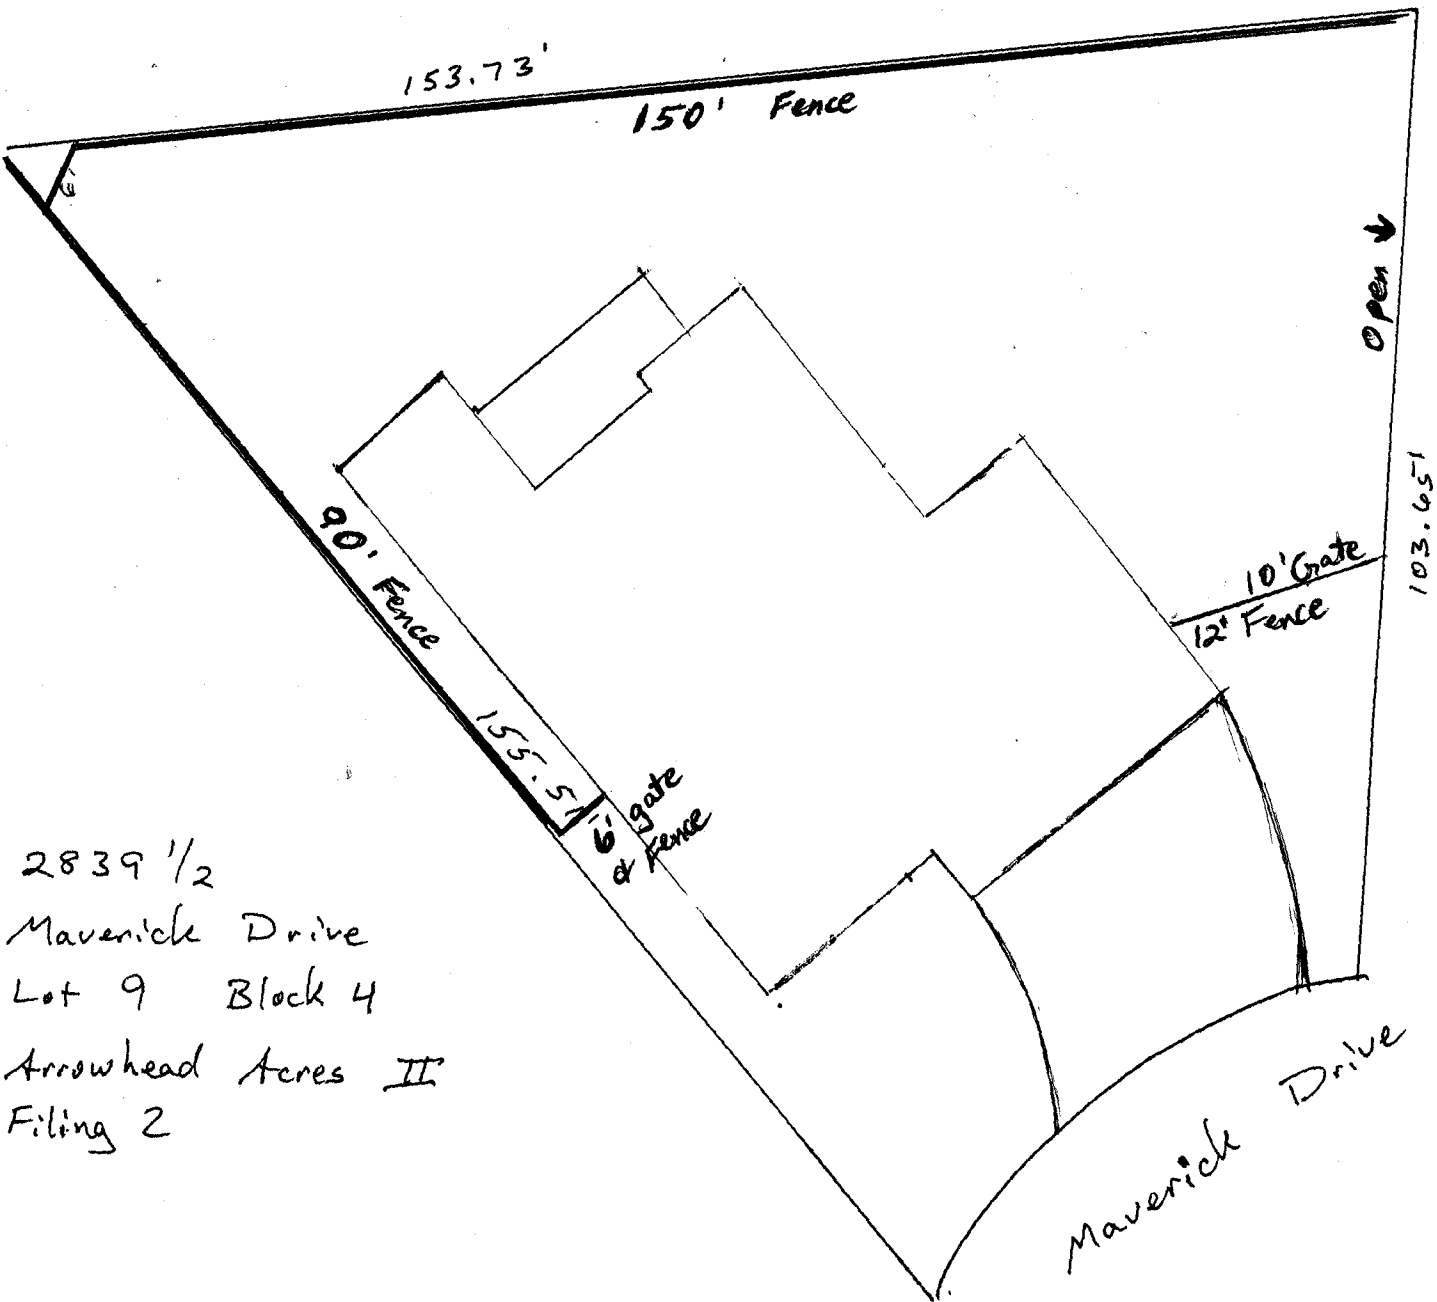 153.73'
150' Fence
6'
Open
90' Fence
103.65'
10' Gate
12' Fence
155.51'
6' gate
& Fence
2839 1/2
Maverick Drive
Lot 9 Block 4
Arrowhead Acres II
Filing 2
Maverick Drive